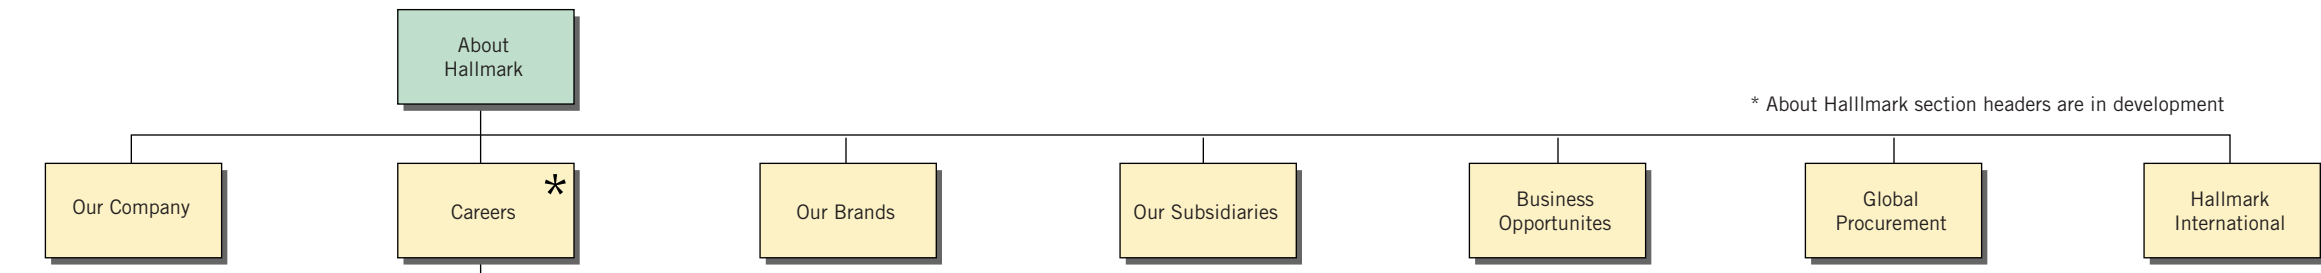 About
Hallmark
* About Halllmark section headers are in development
Our Company
Careers
*
Our Brands
Our Subsidiaries
Business
Opportunites
Global
Procurement
Hallmark
International